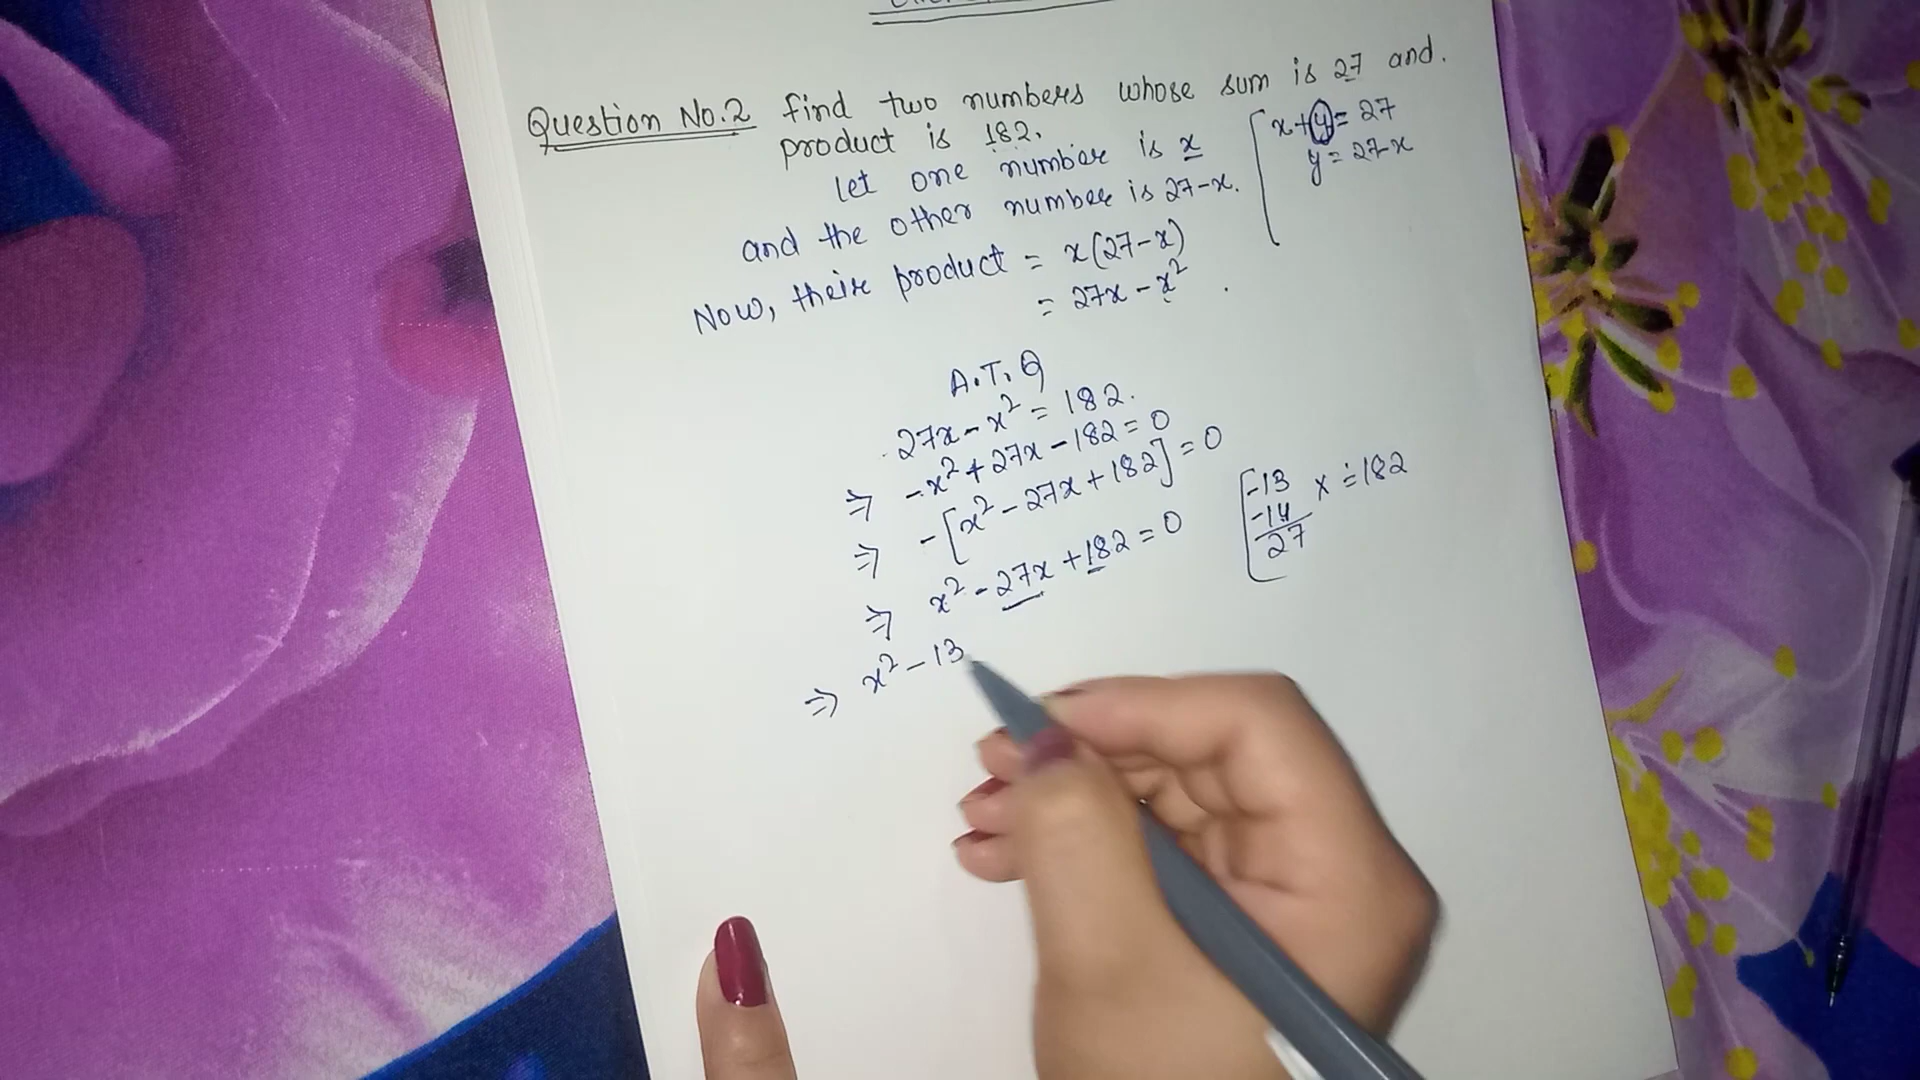 Question No.2 find two numbers whose sum is 27 and.
product is 182.
let one number is x
and the other number is 27-x.
[x+y= 27
y = 27-x
Now, their product = x(27-x)
= 27x - x²
A.T.Q
27x - x² = 182.
⇒ -x² + 27x - 182 = 0
⇒ -[x² - 27x + 182] = 0
⇒ x² - 27x + 182 = 0
[-13
-14
27
x = 182
⇒ x² - 13